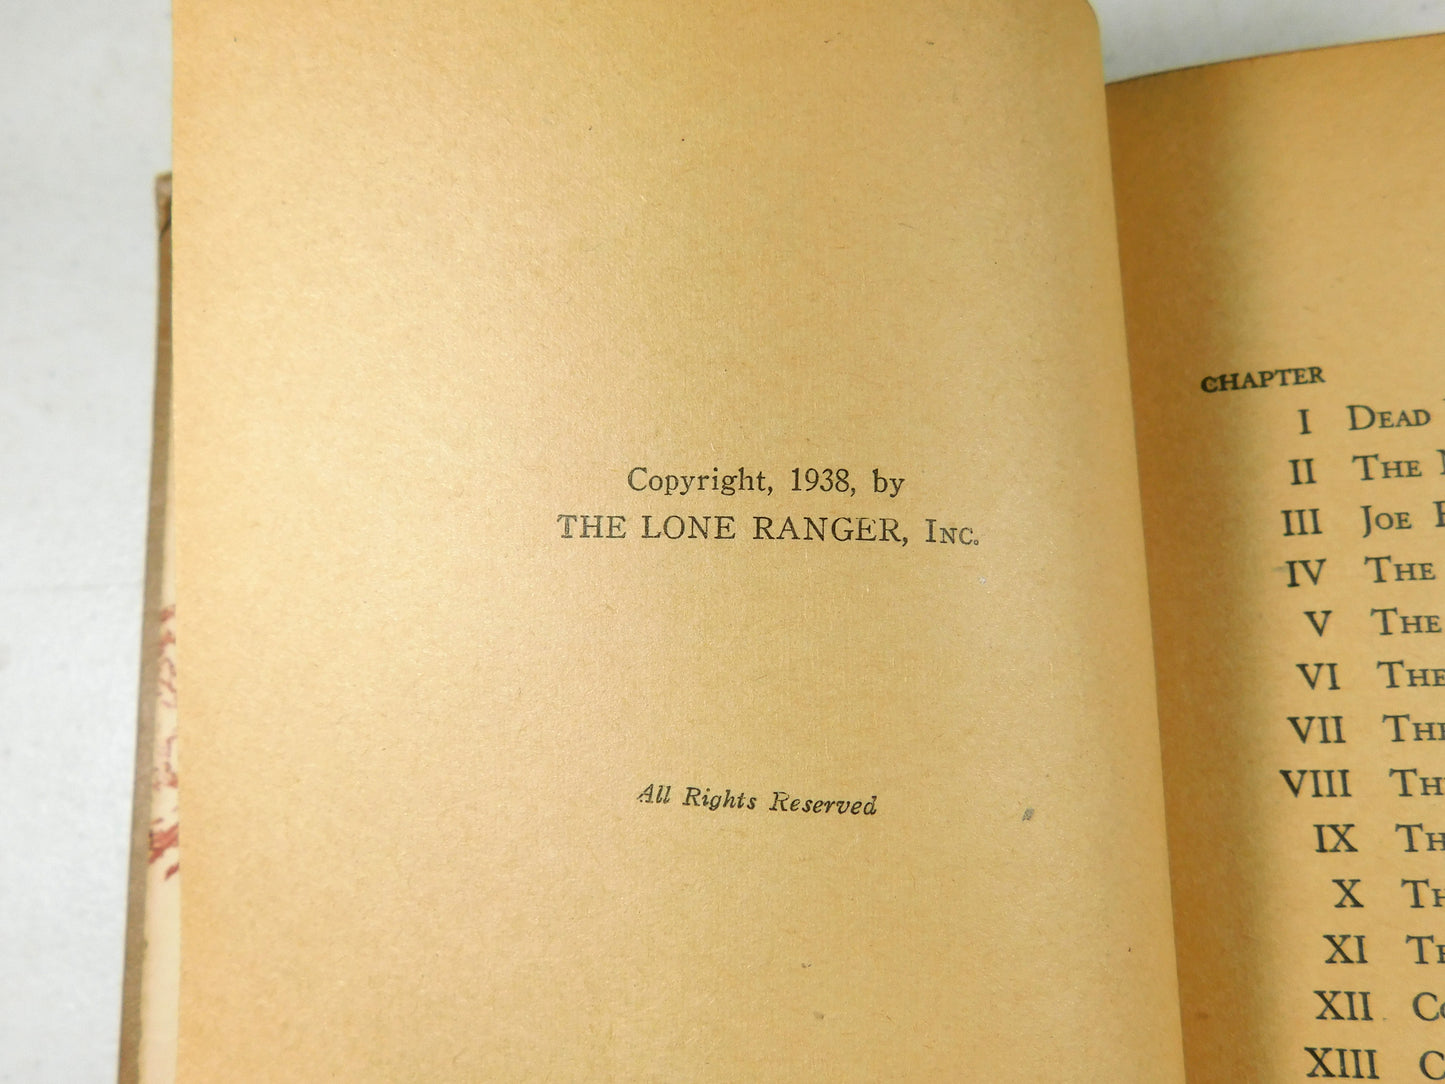 Copyright, 1938, by
THE LONE RANGER, INC.
All Rights Reserved
CHAPTER
I DEAD
II THE
III JOE
IV THE
V THE
VI THE
VII THE
VIII
IX
X
XI
XII
XIII